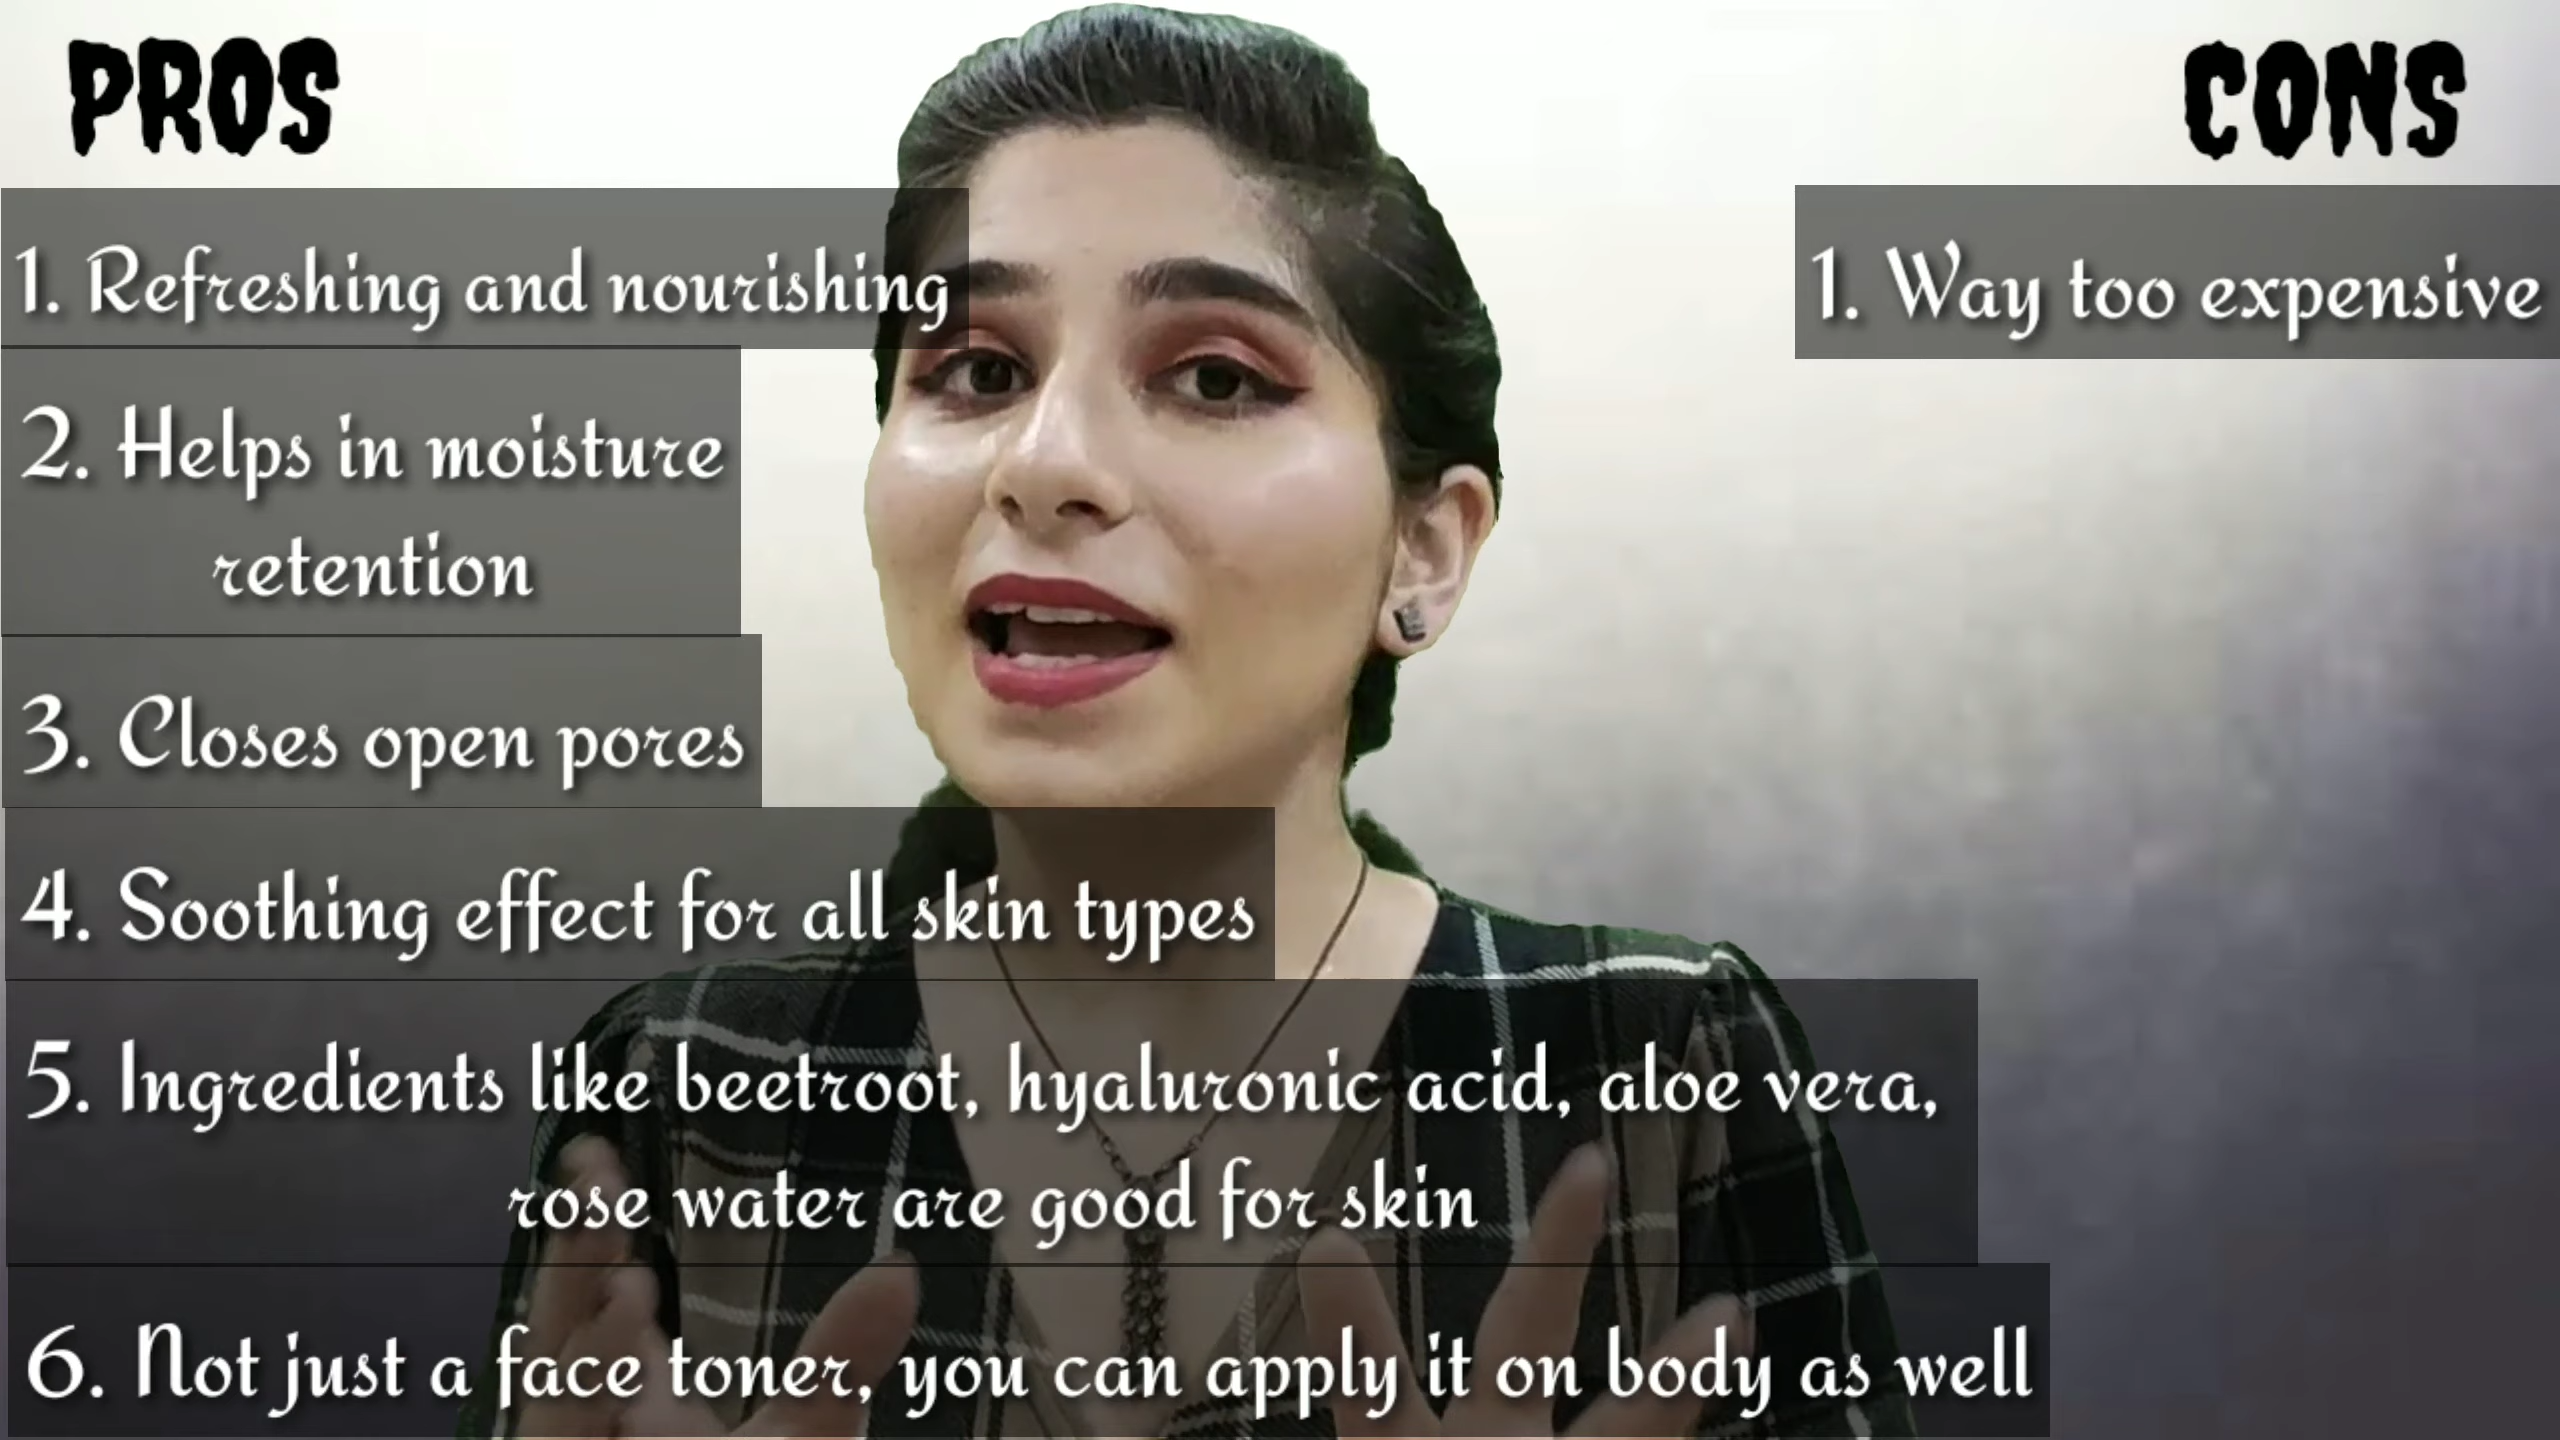 PROS
1. Refreshing and nourishing
2. Helps in moisture
retention
3. Closes open pores
4. Soothing effect for all skin types
5. Ingredients like beetroot, hyaluronic acid, aloe vera,
rose water are good for skin
6. Not just a face toner, you can apply it on body as well
CONS
1. Way too expensive